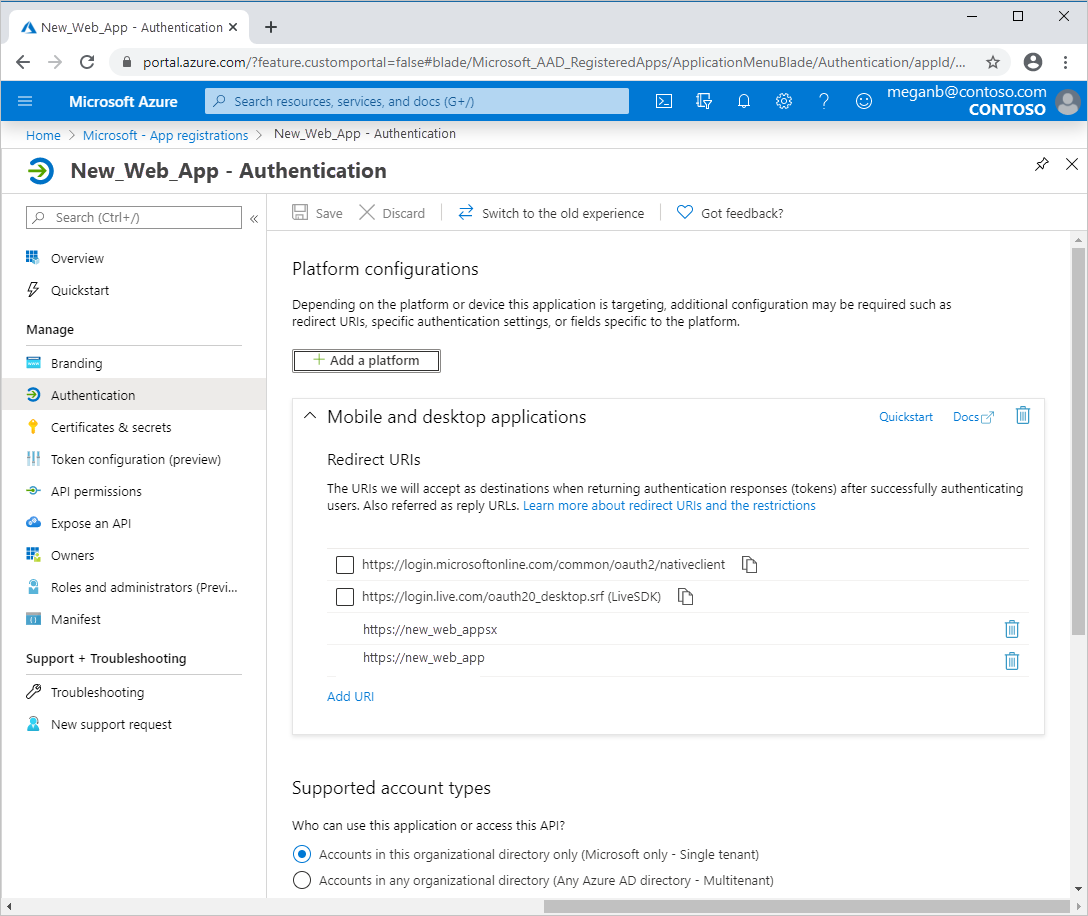 New_Web_App - Authentication
portal.azure.com/?feature.customportal=false#blade/Microsoft_AAD_RegisteredApps/ApplicationMenuBlade/Authentication/appId/...
Microsoft Azure
Search resources, services, and docs (G+/)
meganb@contoso.com
CONTOSO
Home > Microsoft - App registrations > New_Web_App - Authentication
New_Web_App - Authentication
Search (Ctrl+/)
«
Overview
Quickstart
Manage
Branding
Authentication
Certificates & secrets
Token configuration (preview)
API permissions
Expose an API
Owners
Roles and administrators (Previ...
Manifest
Support + Troubleshooting
Troubleshooting
New support request
Save
Discard
Switch to the old experience
Got feedback?
Platform configurations
Depending on the platform or device this application is targeting, additional configuration may be required such as
redirect URIs, specific authentication settings, or fields specific to the platform.
+ Add a platform
Mobile and desktop applications
Quickstart
Docs
Redirect URIs
The URIs we will accept as destinations when returning authentication responses (tokens) after successfully authenticating
users. Also referred as reply URLs. Learn more about redirect URIs and the restrictions
https://login.microsoftonline.com/common/oauth2/nativeclient
https://login.live.com/oauth20_desktop.srf (LiveSDK)
https://new_web_appsx
https://new_web_app
Add URI
Supported account types
Who can use this application or access this API?
Accounts in this organizational directory only (Microsoft only - Single tenant)
Accounts in any organizational directory (Any Azure AD directory - Multitenant)